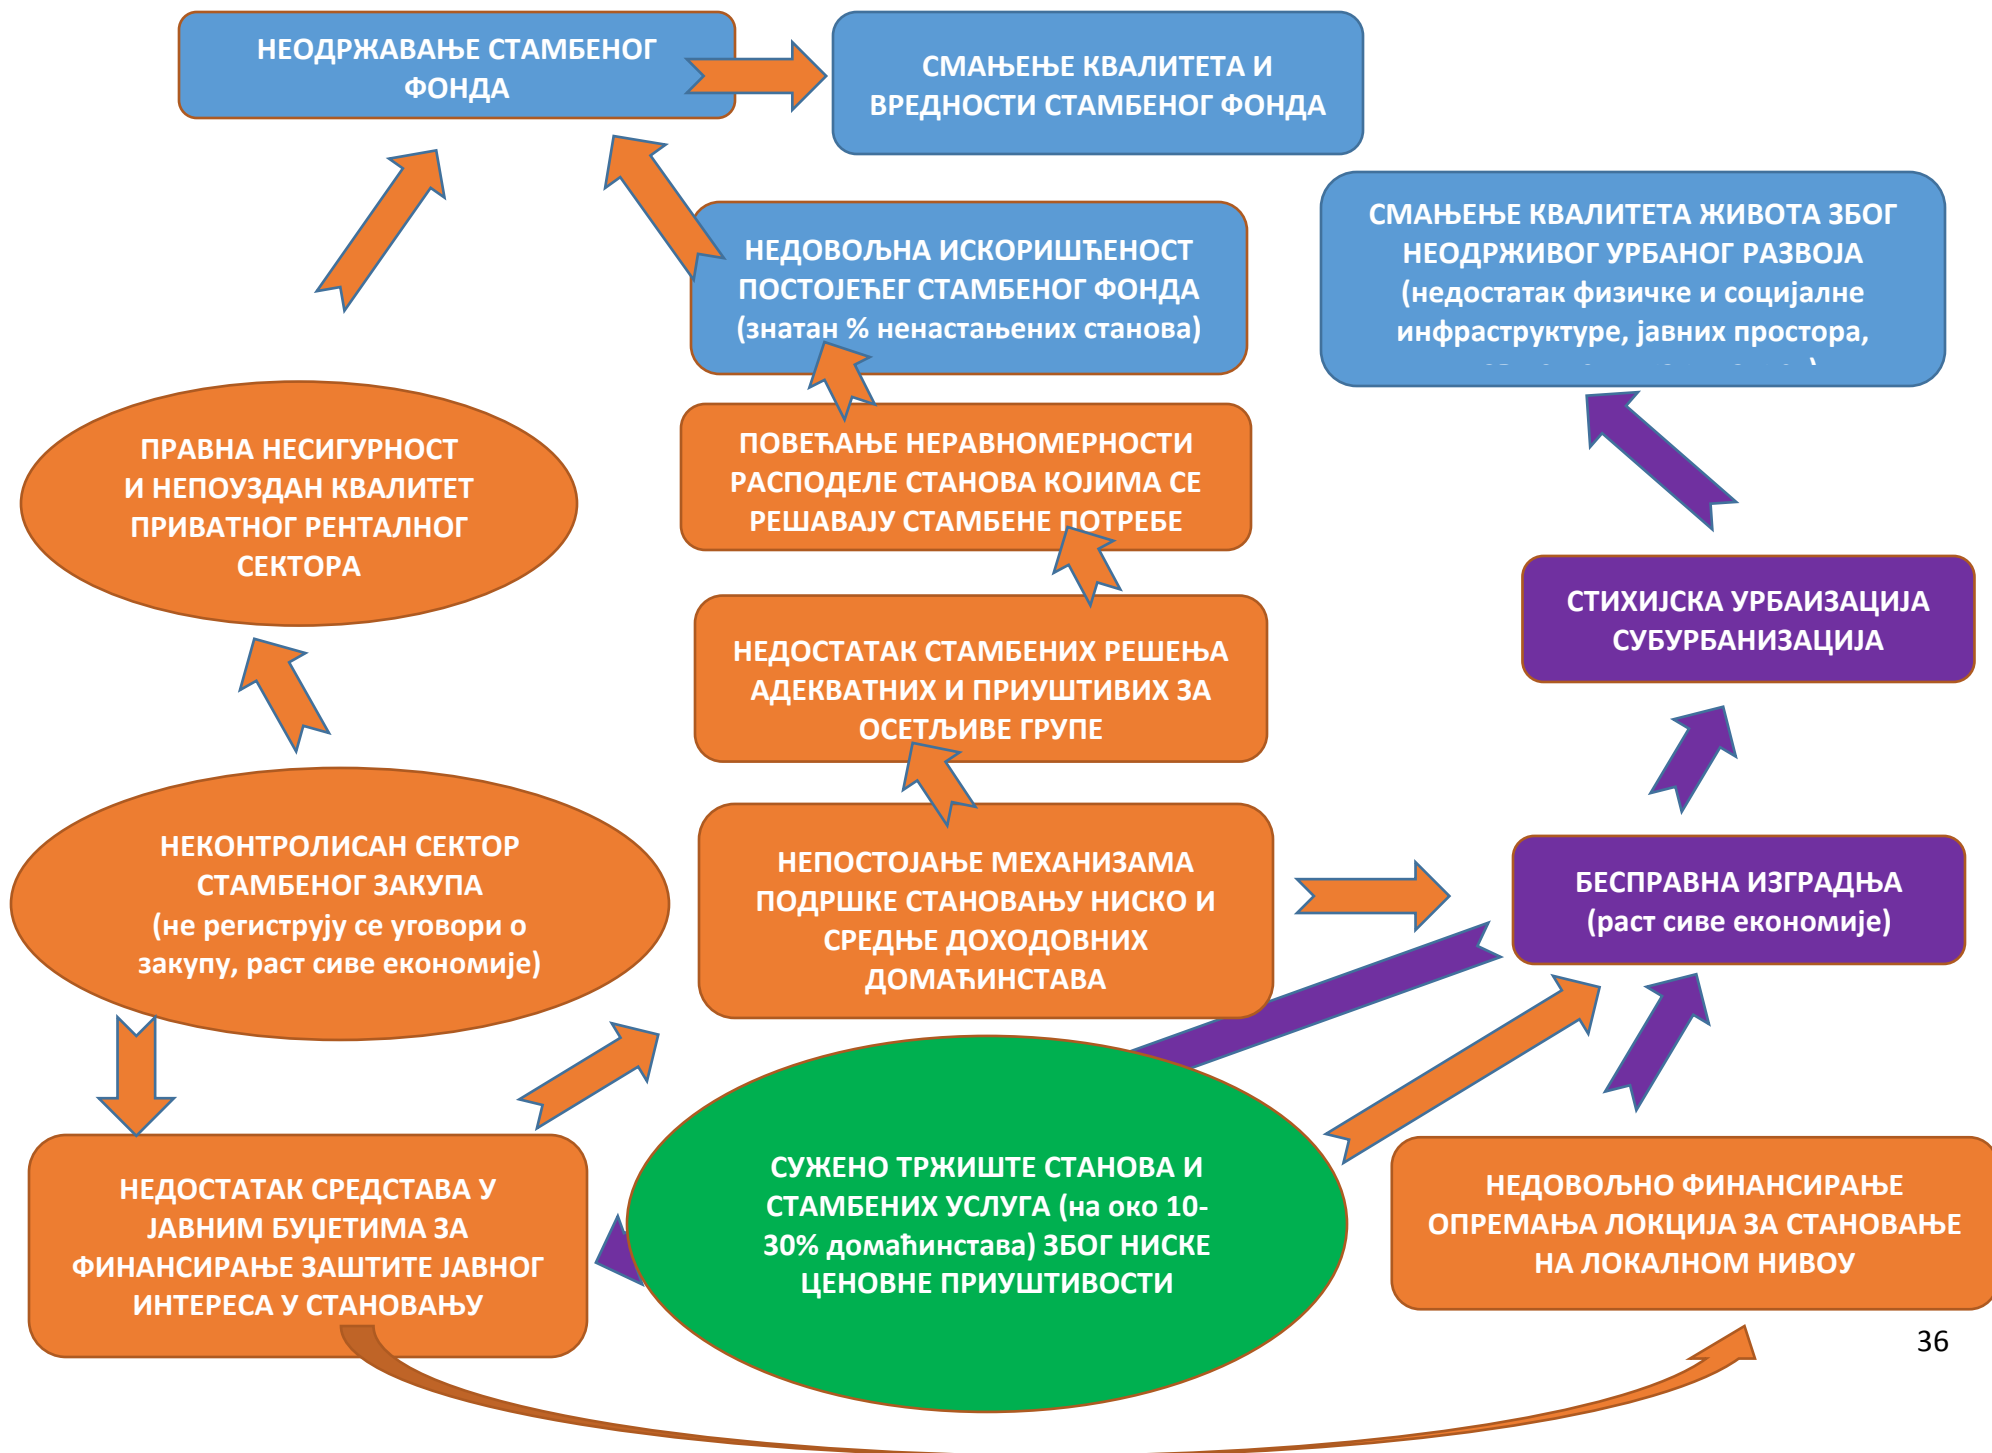 НЕОДРЖАВАЊЕ СТАМБЕНОГ
ФОНДА
СМАЊЕЊЕ КВАЛИТЕТА И
ВРЕДНОСТИ СТАМБЕНОГ ФОНДА
НЕДОВОЉНА ИСКОРИШЋЕНОСТ
ПОСТОЈЕЋЕГ СТАМБЕНОГ ФОНДА
(знатан % ненастањених станова)
СМАЊЕЊЕ КВАЛИТЕТА ЖИВОТА ЗБОГ
НЕОДРЖИВОГ УРБАНОГ РАЗВОЈА
(недостатак физичке и социјалне
инфраструктуре, јавних простора,
ПРАВНА НЕСИГУРНОСТ
И НЕПОУЗДАН КВАЛИТЕТ
ПРИВАТНОГ РЕНТАЛНОГ
СЕКТОРА
ПОВЕЋАЊЕ НЕРАВНОМЕРНОСТИ
РАСПОДЕЛЕ СТАНОВА КОЈИМА СЕ
РЕШАВАЈУ СТАМБЕНЕ ПОТРЕБЕ
СТИХИЈСКА УРБАИЗАЦИЈА
СУБУРБАНИЗАЦИЈА
НЕДОСТАТАК СТАМБЕНИХ РЕШЕЊА
АДЕКВАТНИХ И ПРИУШТИВИХ ЗА
ОСЕТЉИВЕ ГРУПЕ
НЕКОНТРОЛИСАН СЕКТОР
СТАМБЕНОГ ЗАКУПА
(не региструју се уговори о
закупу, раст сиве економије)
НЕПОСТОЈАЊЕ МЕХАНИЗАМА
ПОДРШКЕ СТАНОВАЊУ НИСКО И
СРЕДЊЕ ДОХОДОВНИХ
ДОМАЋИНСТАВА
БЕСПРАВНА ИЗГРАДЊА
(раст сиве економије)
НЕДОСТАТАК СРЕДСТАВА У
ЈАВНИМ БУЏЕТИМА ЗА
ФИНАНСИРАЊЕ ЗАШТИТЕ ЈАВНОГ
ИНТЕРЕСА У СТАНОВАЊУ
СУЖЕНО ТРЖИШТЕ СТАНОВА И
СТАМБЕНИХ УСЛУГА (на око 10-
30% домаћинстава) ЗБОГ НИСКЕ
ЦЕНОВНЕ ПРИУШТИВОСТИ
НЕДОВОЉНО ФИНАНСИРАЊЕ
ОПРЕМАЊА ЛОКЦИЈА ЗА СТАНОВАЊЕ
НА ЛОКАЛНОМ НИВОУ
36